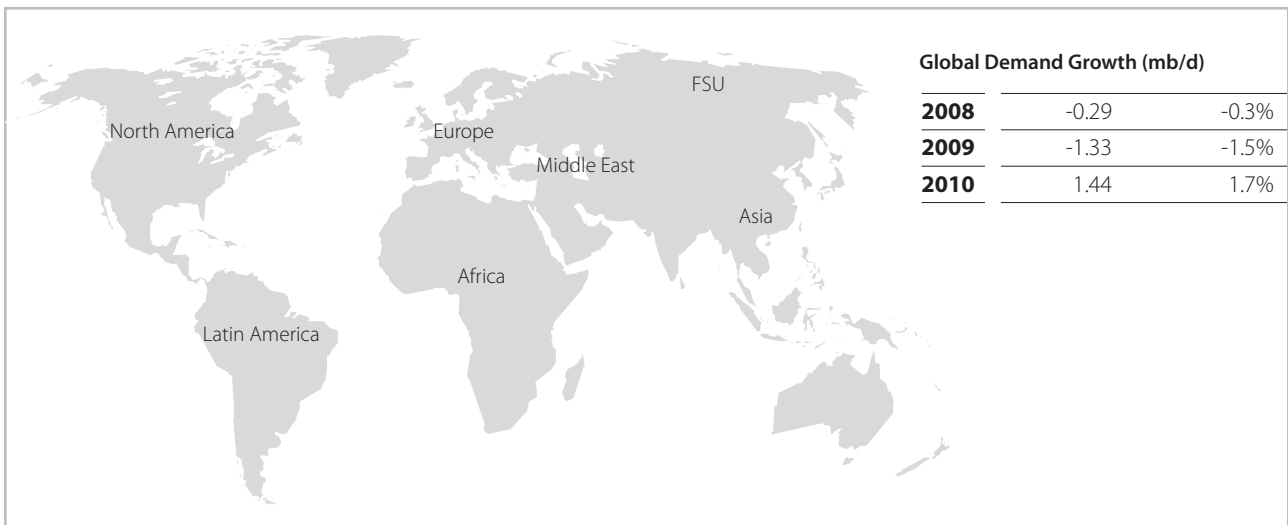 Global Demand Growth (mb/d)
2008 -0.29 -0.3%
2009 -1.33 -1.5%
2010 1.44 1.7%
FSU
North America
Europe
Middle East
Asia
Africa
Latin America